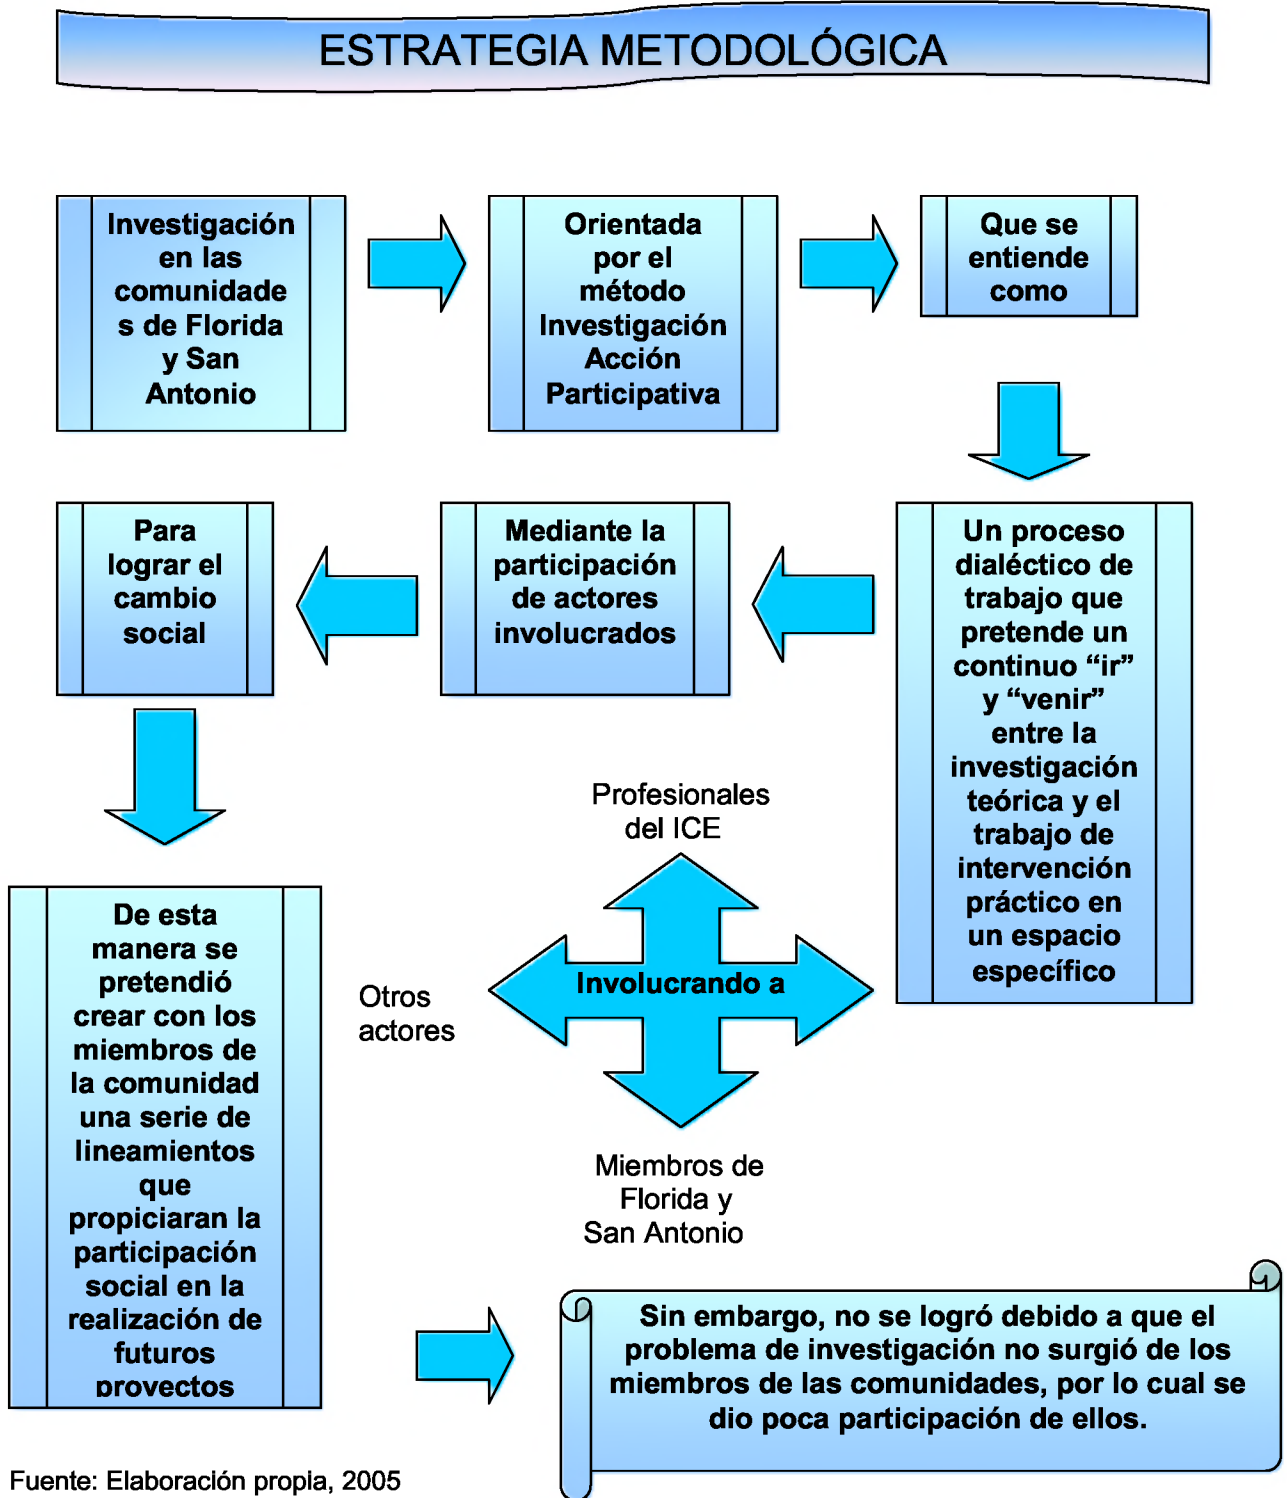 ESTRATEGIA METODOLÓGICA
Investigación
en las
comunidade
s de Florida
y San
Antonio
Orientada
por el
método
Investigación
Acción
Participativa
Que se
entiende
como
Un proceso
dialéctico de
trabajo que
pretende un
continuo “ir”
y “venir”
entre la
investigación
teórica y el
trabajo de
intervención
práctico en
un espacio
específico
Mediante la
participación
de actores
involucrados
Para
lograr el
cambio
social
De esta
manera se
pretendió
crear con los
miembros de
la comunidad
una serie de
lineamientos
que
propiciaran la
participación
social en la
realización de
futuros
proyectos
Profesionales
del ICE
Otros
actores
Involucrando a
Miembros de
Florida y
San Antonio
Sin embargo, no se logró debido a que el
problema de investigación no surgió de los
miembros de las comunidades, por lo cual se
dio poca participación de ellos.
Fuente: Elaboración propia, 2005